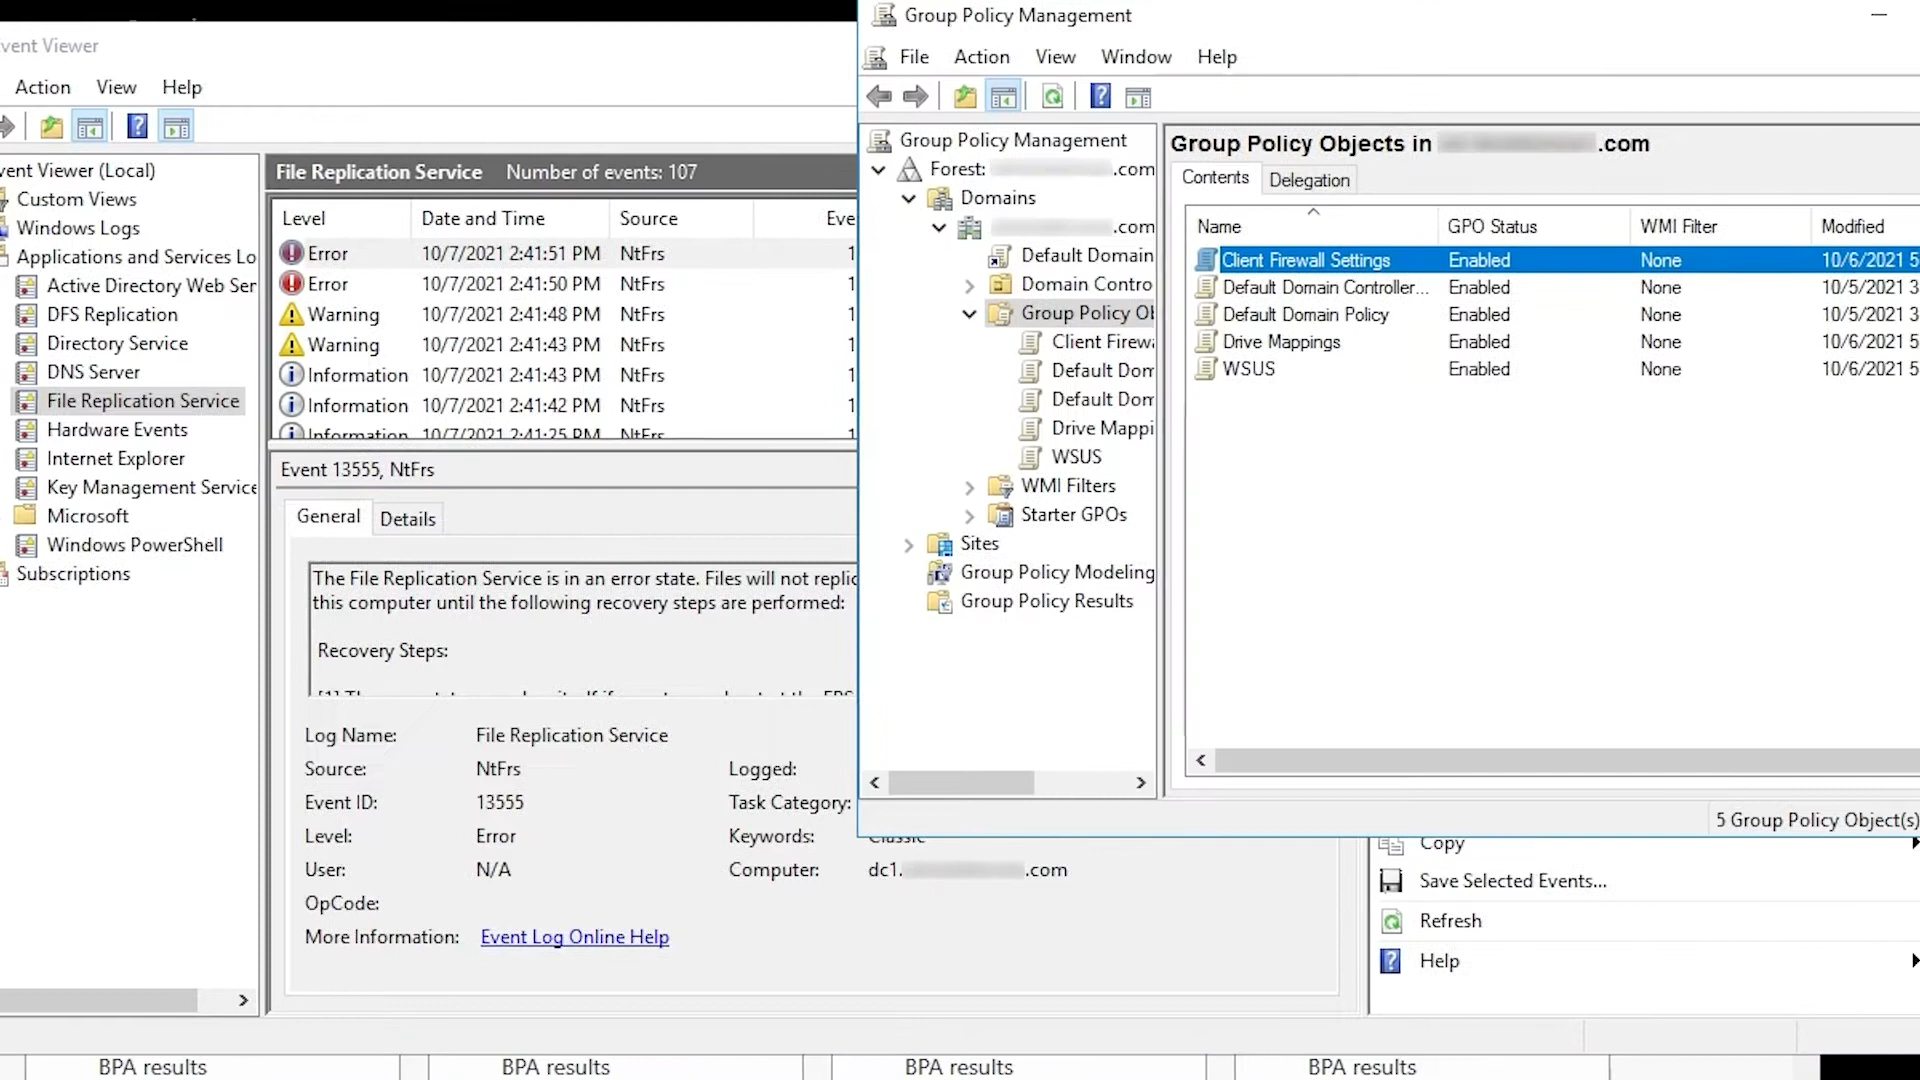 vent Viewer
Action View Help
vent Viewer (Local)
Custom Views
Windows Logs
Applications and Services Lo
Active Directory Web Ser
DFS Replication
Directory Service
DNS Server
File Replication Service
Hardware Events
Internet Explorer
Key Management Service
Microsoft
Windows PowerShell
Subscriptions
File Replication Service Number of events: 107
Level Date and Time Source Eve
Error 10/7/2021 2:41:51 PM NtFrs 1
Error 10/7/2021 2:41:50 PM NtFrs 1
Warning 10/7/2021 2:41:48 PM NtFrs 1
Warning 10/7/2021 2:41:43 PM NtFrs 1
Information 10/7/2021 2:41:43 PM NtFrs 1
Information 10/7/2021 2:41:42 PM NtFrs 1
Information 10/7/2021 2:41:25 PM NtFrs
Event 13555, NtFrs
General Details
The File Replication Service is in an error state. Files will not replic
this computer until the following recovery steps are performed:
Recovery Steps:
Log Name: File Replication Service
Source: NtFrs Logged:
Event ID: 13555 Task Category:
Level: Error Keywords: Classic
User: N/A Computer: dc1. .com
OpCode:
More Information: Event Log Online Help
Group Policy Management
File Action View Window Help
Group Policy Management
Forest: .com
Domains
.com
Default Domain
Domain Contro
Group Policy Ob
Client Firewa
Default Dom
Default Dom
Drive Mappi
WSUS
WMI Filters
Starter GPOs
Sites
Group Policy Modeling
Group Policy Results
Group Policy Objects in .com
Contents Delegation
Name GPO Status WMI Filter Modified
Client Firewall Settings Enabled None 10/6/2021 5
Default Domain Controller... Enabled None 10/5/2021 3
Default Domain Policy Enabled None 10/5/2021 3
Drive Mappings Enabled None 10/6/2021 5
WSUS Enabled None 10/6/2021 5
5 Group Policy Object(s)
Copy
Save Selected Events...
Refresh
Help
BPA results BPA results BPA results BPA results